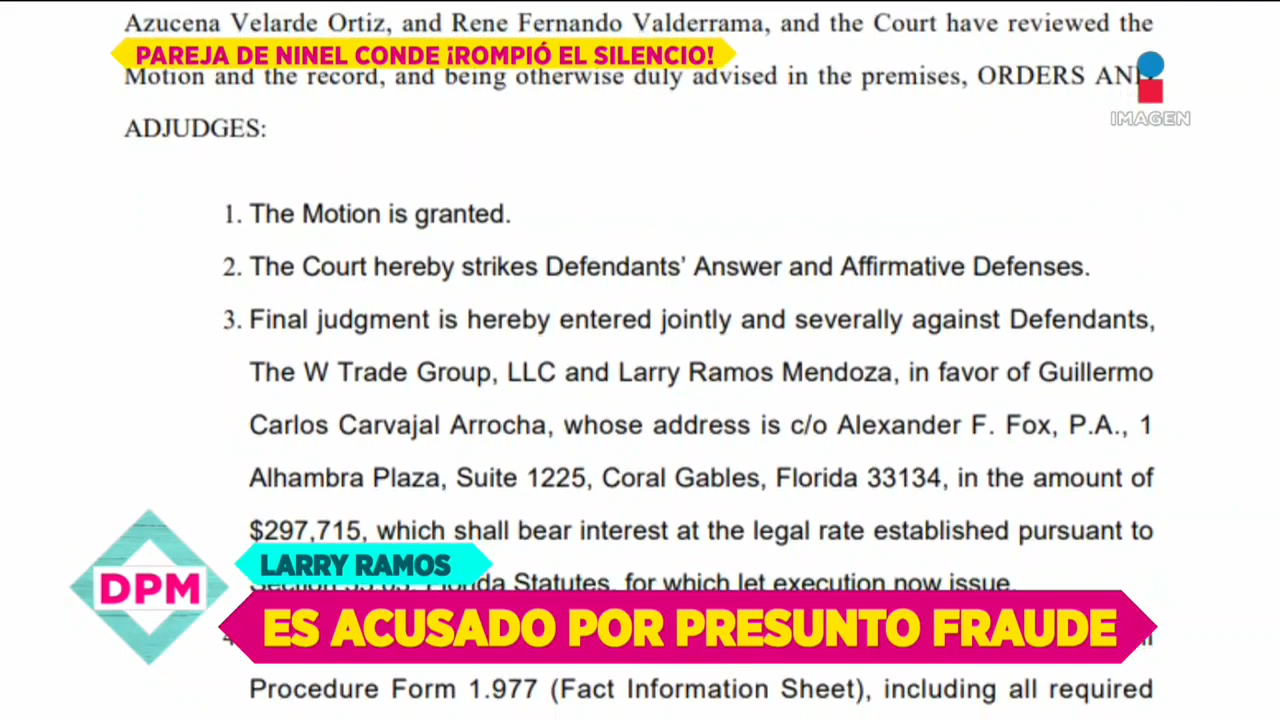 Azucena Velarde Ortiz, and Rene Fernando Valderrama, and the Court have reviewed the
PAREJA DE NINEL CONDE ¡ROMPIÓ EL SILENCIO!
Motion and the record, and being otherwise duly advised in the premises, ORDERS AND
IMAGEN
ADJUDGES:
1. The Motion is granted.
2. The Court hereby strikes Defendants’ Answer and Affirmative Defenses.
3. Final judgment is hereby entered jointly and severally against Defendants,
The W Trade Group, LLC and Larry Ramos Mendoza, in favor of Guillermo
Carlos Carvajal Arrocha, whose address is c/o Alexander F. Fox, P.A., 1
Alhambra Plaza, Suite 1225, Coral Gables, Florida 33134, in the amount of
$297,715, which shall bear interest at the legal rate established pursuant to
LARRY RAMOS
Statutes, for which let execution now issue.
DPM
ES ACUSADO POR PRESUNTO FRAUDE
Procedure Form 1.977 (Fact Information Sheet), including all required